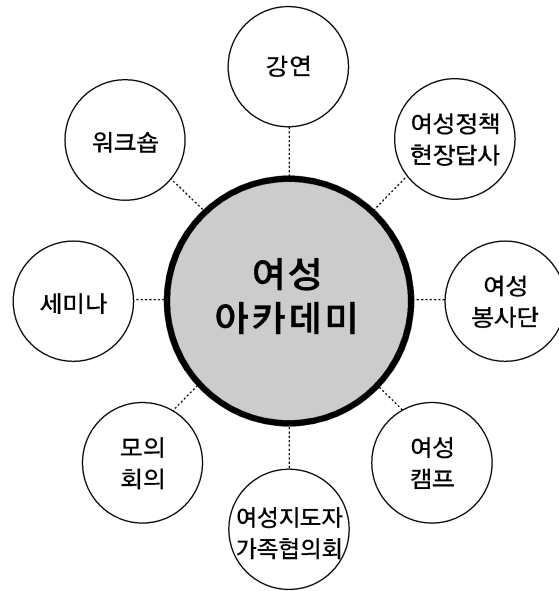 강연
여성정책
현장답사
여성
봉사단
여성
캠프
여성지도자
가족협의회
모의
회의
세미나
워크숍
여성
아카데미